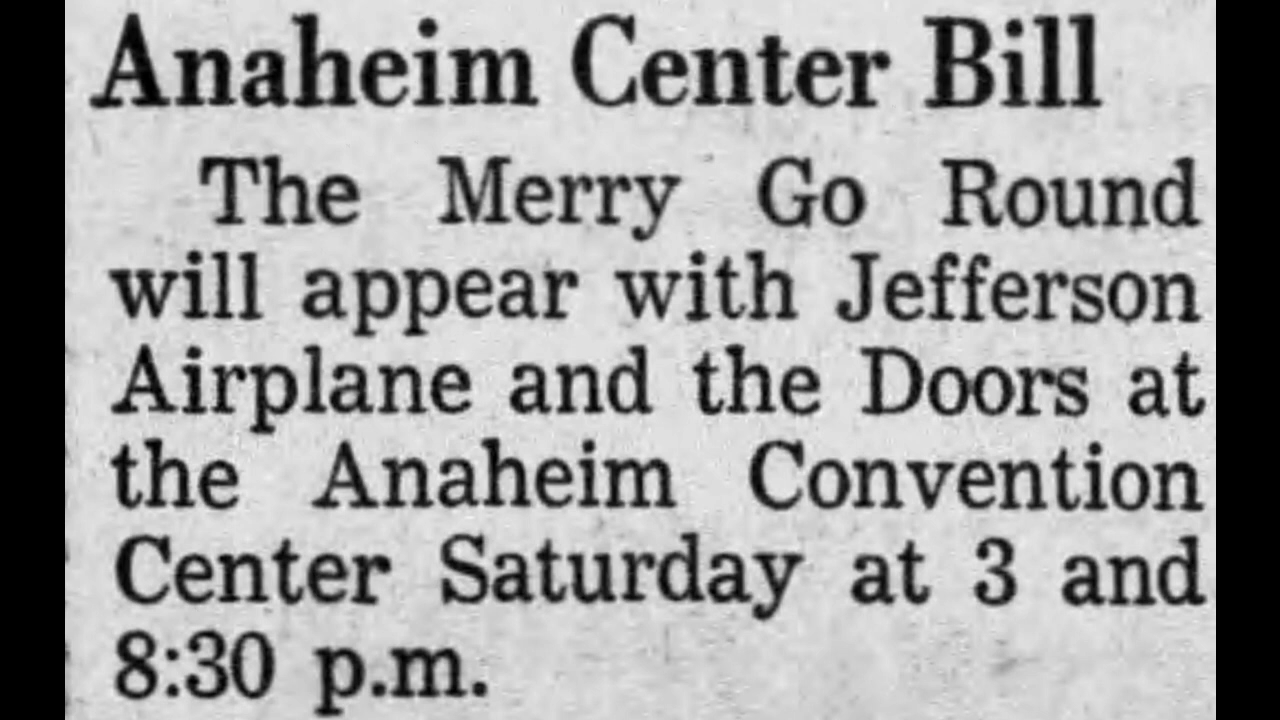 Anaheim Center Bill
The Merry Go Round
will appear with Jefferson
Airplane and the Doors at
the Anaheim Convention
Center Saturday at 3 and
8:30 p.m.